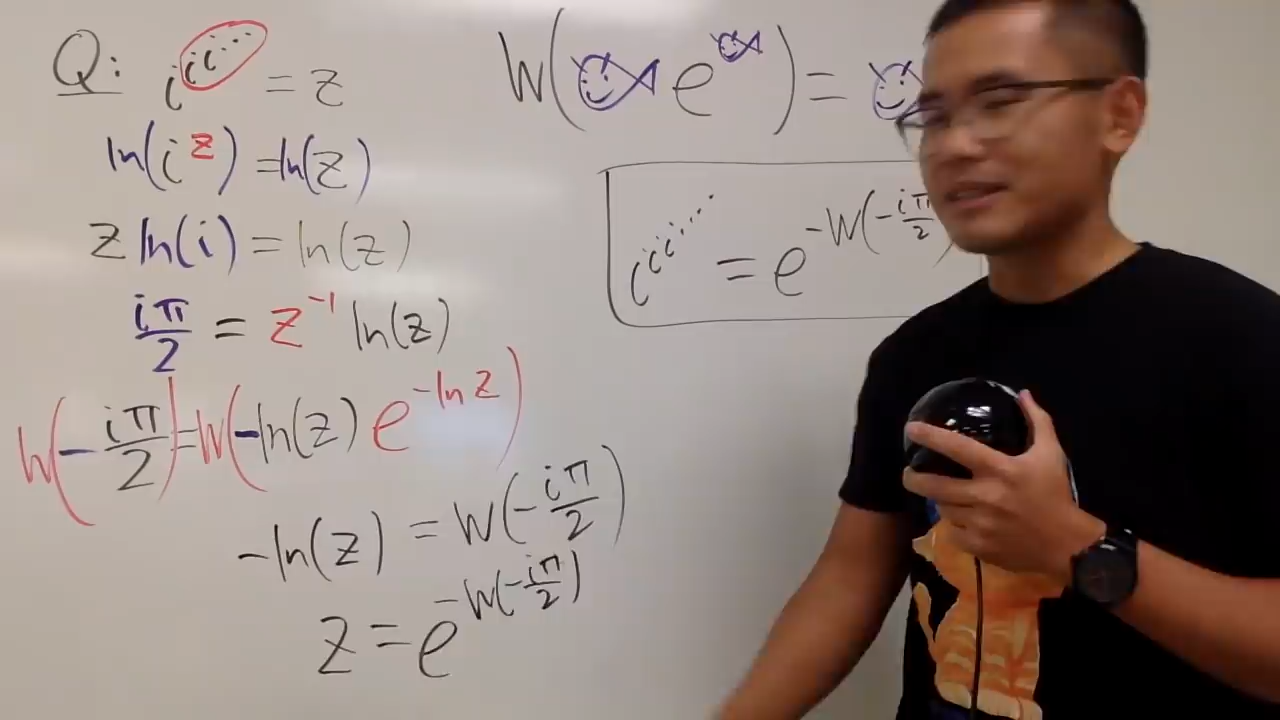 Q: i^{i^{i^{⋰}}} = z
ln(i^z) = ln(z)
z ln(i) = ln(z)
iπ/2 = z^{-1} ln(z)
W(-iπ/2) = W(-ln(z) e^{-ln z})
-ln(z) = W(-iπ/2)
z = e^{-W(-iπ/2)}
W( e ) =
i^{i^{i^{⋰}}} = e^{-W(-iπ/2)}